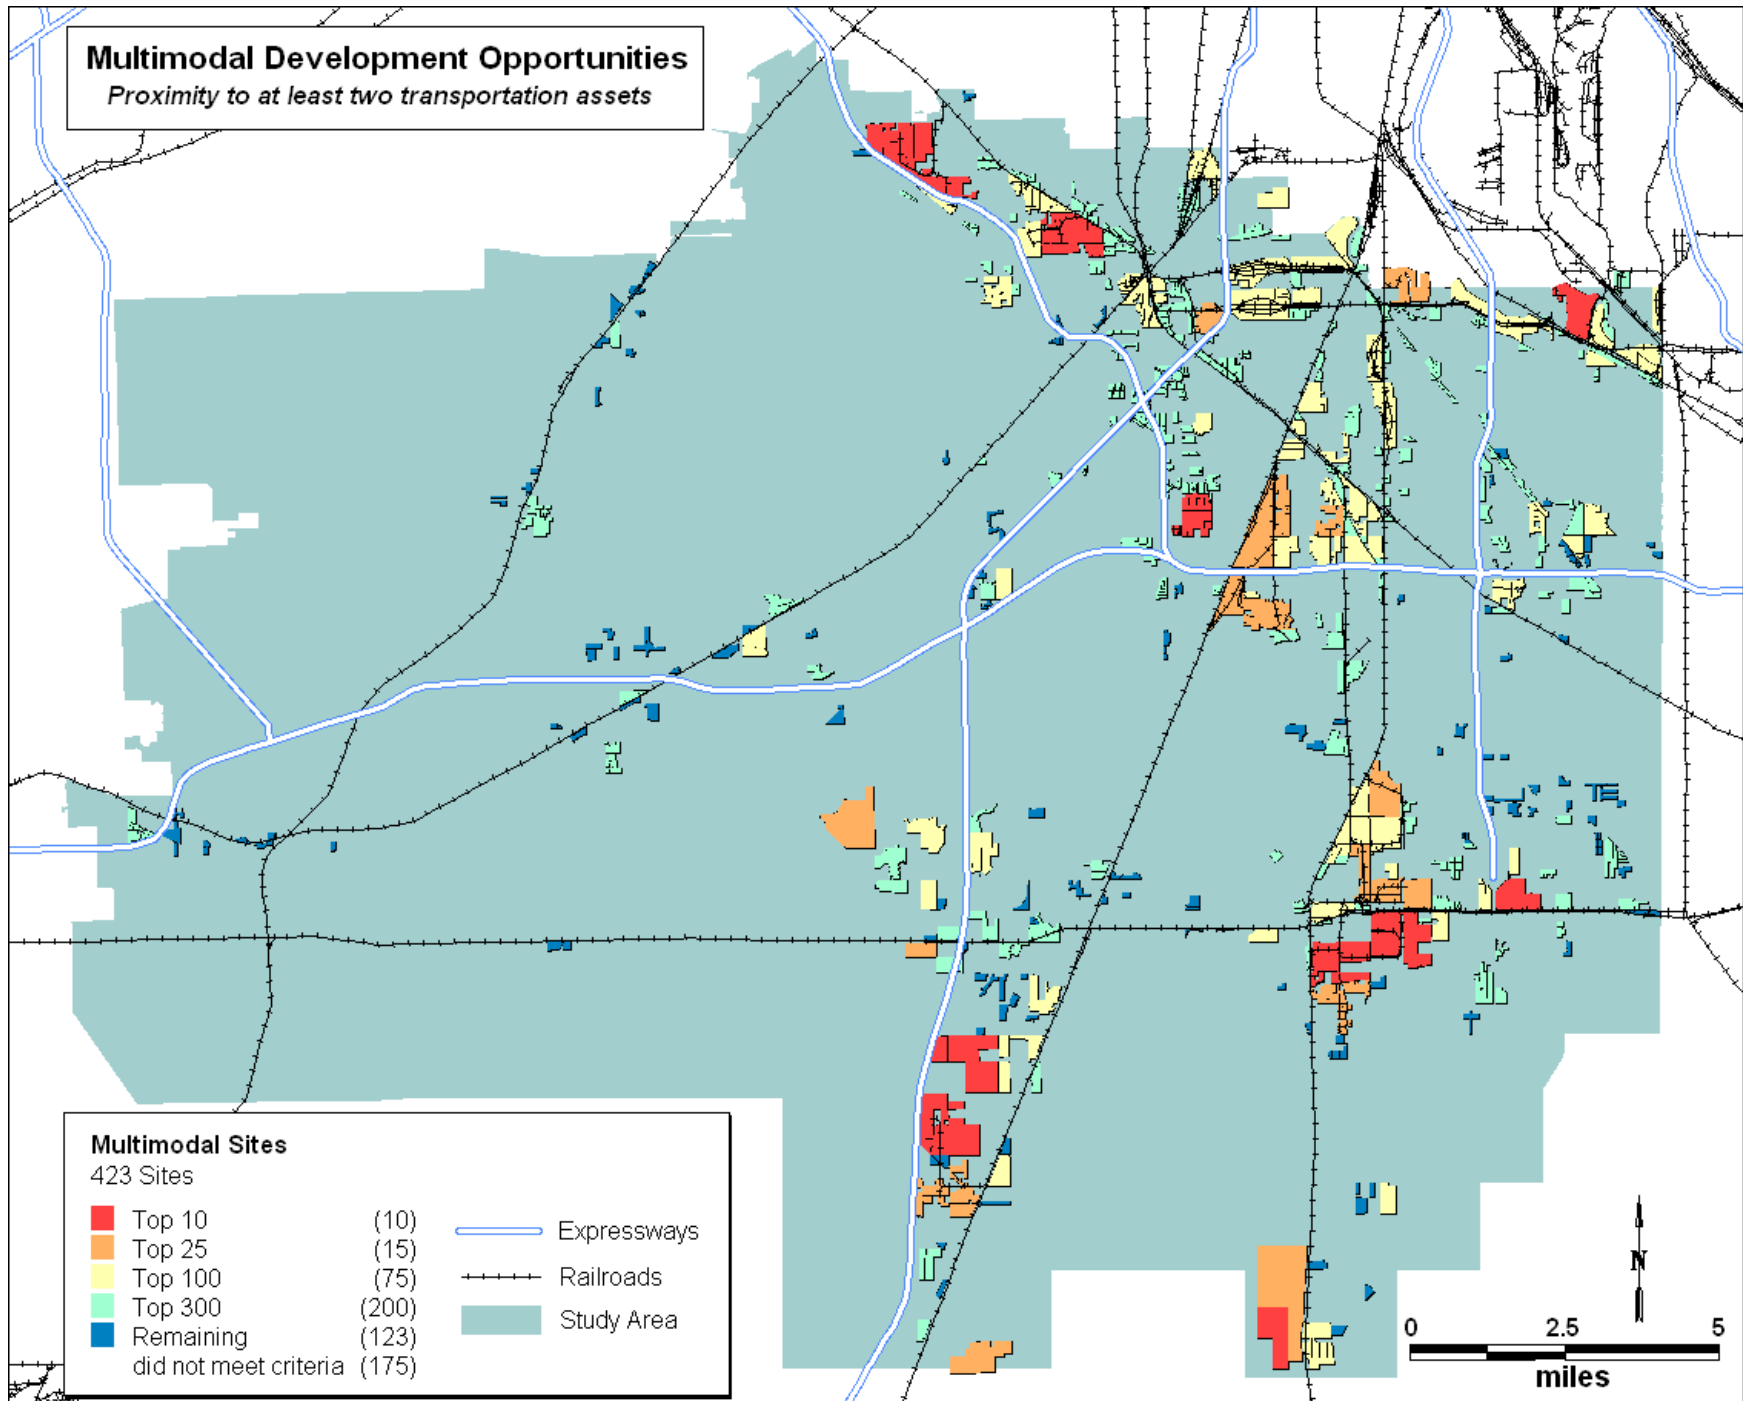 Multimodal Development Opportunities
Proximity to at least two transportation assets
Multimodal Sites
423 Sites
Top 10 (10)
Top 25 (15)
Top 100 (75)
Top 300 (200)
Remaining (123)
did not meet criteria (175)
Expressways
Railroads
Study Area
N
0 2.5 5
miles